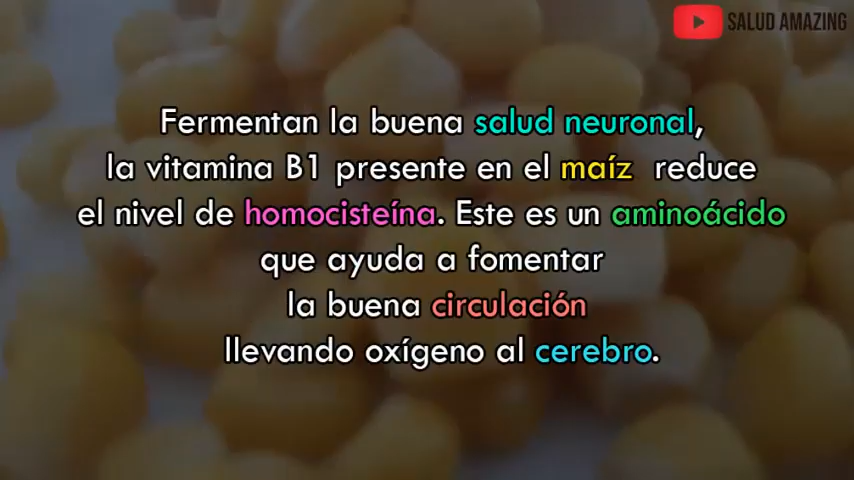 SALUD AMAZING
Fermentan la buena salud neuronal,
la vitamina B1 presente en el maíz reduce
el nivel de homocisteína. Este es un aminoácido
que ayuda a fomentar
la buena circulación
llevando oxígeno al cerebro.